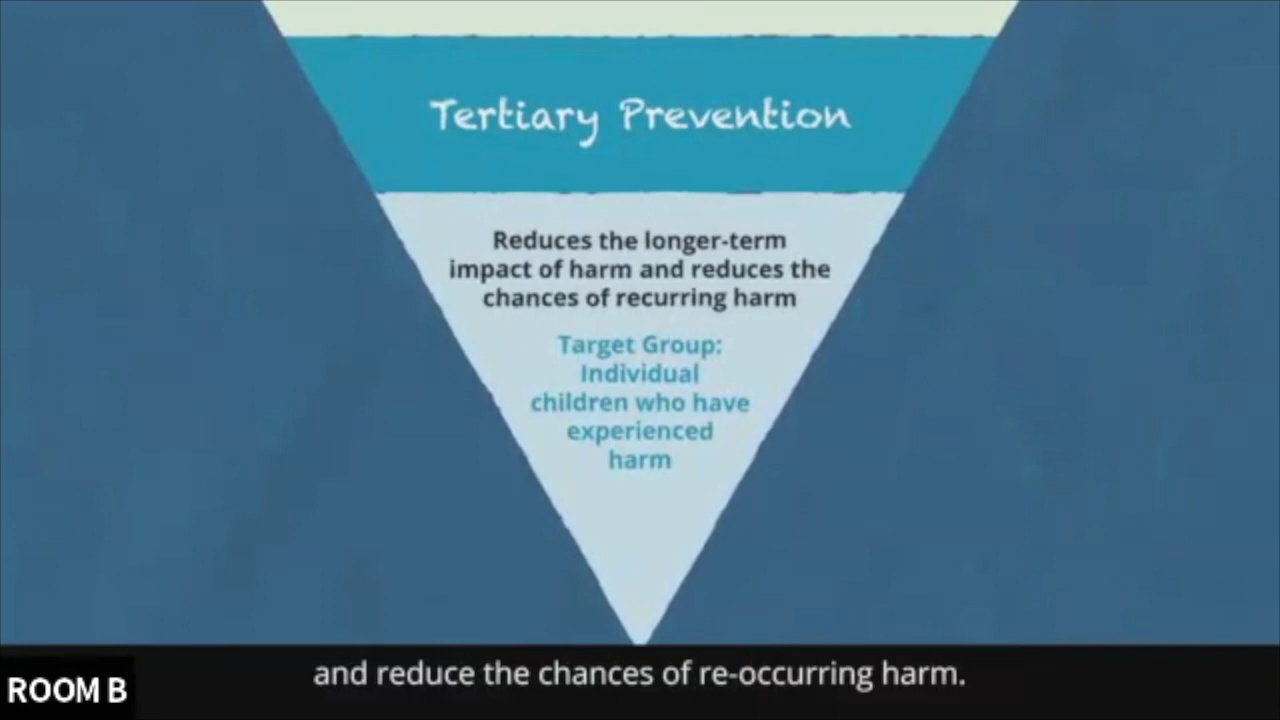 Tertiary Prevention
Reduces the longer-term
impact of harm and reduces the
chances of recurring harm
Target Group:
Individual
children who have
experienced
harm
and reduce the chances of re-occurring harm.
ROOM B